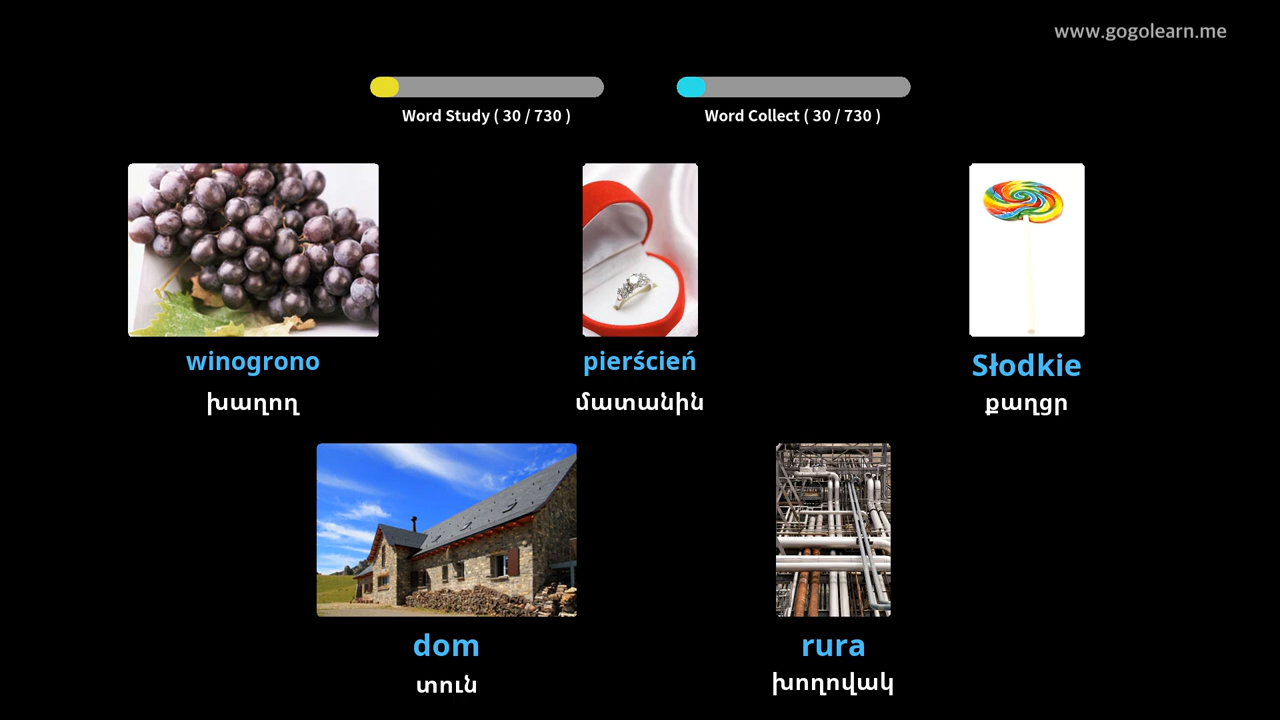 www.gogolearn.me
Word Study ( 30 / 730 )
Word Collect ( 30 / 730 )
winogrono
խաղող
pierścień
մատանին
Słodkie
քաղցր
dom
տուն
rura
խողովակ